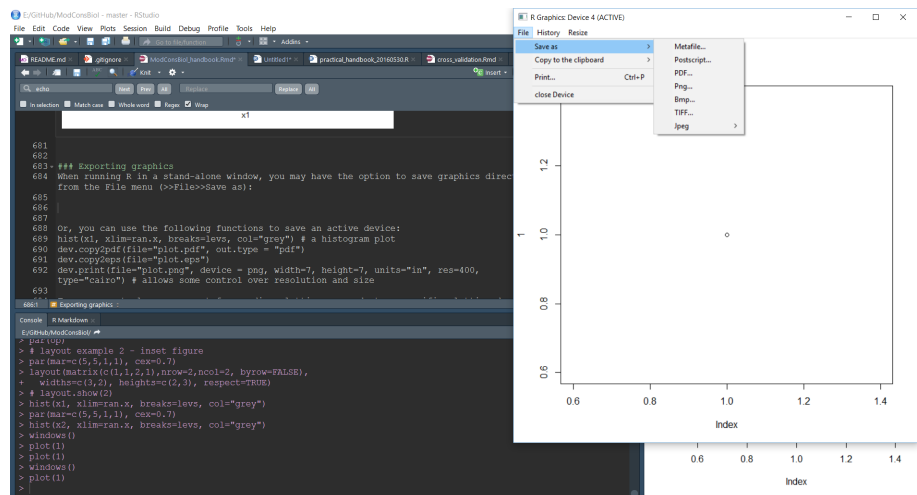 E:/GitHub/ModConsBiol - master - RStudio
File Edit Code View Plots Session Build Debug Profile Tools Help
Go to file/function
Addins
README.md
.gitignore
ModConsBiol_handbook.Rmd*
Untitled1*
practical_handbook_20160530.R
cross_validation.Rmd
Knit
Insert
echo
Next Prev All
Replace
Replace All
In selection Match case Whole word Regex Wrap
x1
681
682
683 ### Exporting graphics
684 When running R in a stand-alone window, you may have the option to save graphics direc
from the File menu (>>File>>Save as):
685
686
687
688 Or, you can use the following functions to save an active device:
689 hist(x1, xlim=ran.x, breaks=levs, col="grey") # a histogram plot
690 dev.copy2pdf(file="plot.pdf", out.type = "pdf")
691 dev.copy2eps(file="plot.eps")
692 dev.print(file="plot.png", device = png, width=7, height=7, units="in", res=400,
type="cairo") # allows some control over resolution and size
693
686:1 Exporting graphics
Console R Markdown
E:/GitHub/ModConsBiol/
> par(op)
> # layout example 2 - inset figure
> par(mar=c(5,5,1,1), cex=0.7)
> layout(matrix(c(1,1,2,1),nrow=2,ncol=2, byrow=FALSE),
+ widths=c(3,2), heights=c(2,3), respect=TRUE)
> # layout.show(2)
> hist(x1, xlim=ran.x, breaks=levs, col="grey")
> par(mar=c(5,5,1,1), cex=0.7)
> hist(x2, xlim=ran.x, breaks=levs, col="grey")
> windows()
> plot(1)
> plot(1)
> windows()
> plot(1)
>
R Graphics: Device 4 (ACTIVE)
File History Resize
Save as
Copy to the clipboard
Print... Ctrl+P
close Device
Metafile...
Postscript...
PDF...
Png...
Bmp...
TIFF...
Jpeg
1.2
1.0
0.8
0.6
1
0.6 0.8 1.0 1.2 1.4
Index
0.6 0.8 1.0 1.2 1.4
Index